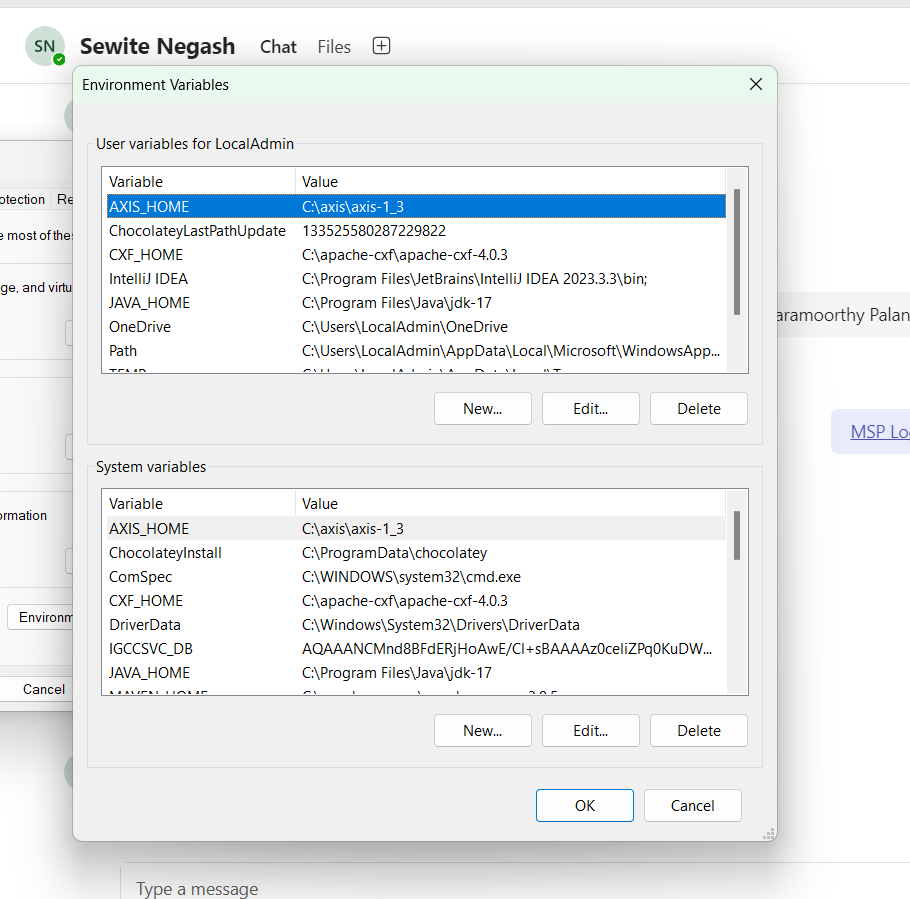 SN Sewite Negash Chat Files
Environment Variables
User variables for LocalAdmin
Variable Value
AXIS_HOME C:\axis\axis-1_3
ChocolateyLastPathUpdate 133525580287229822
CXF_HOME C:\apache-cxf\apache-cxf-4.0.3
IntelliJ IDEA C:\Program Files\JetBrains\IntelliJ IDEA 2023.3.3\bin;
JAVA_HOME C:\Program Files\Java\jdk-17
OneDrive C:\Users\LocalAdmin\OneDrive
Path C:\Users\LocalAdmin\AppData\Local\Microsoft\WindowsApp...
New... Edit... Delete
System variables
Variable Value
AXIS_HOME C:\axis\axis-1_3
ChocolateyInstall C:\ProgramData\chocolatey
ComSpec C:\WINDOWS\system32\cmd.exe
CXF_HOME C:\apache-cxf\apache-cxf-4.0.3
DriverData C:\Windows\System32\Drivers\DriverData
IGCCSVC_DB AQAAANCMnd8BFdERjHoAwE/Cl+sBAAAAz0celiZPq0KuDW...
JAVA_HOME C:\Program Files\Java\jdk-17
New... Edit... Delete
OK Cancel
otection Re
e most of these
ge, and virtu
ormation
Environm
Cancel
aramoorthy Palan
MSP Lo
Type a message